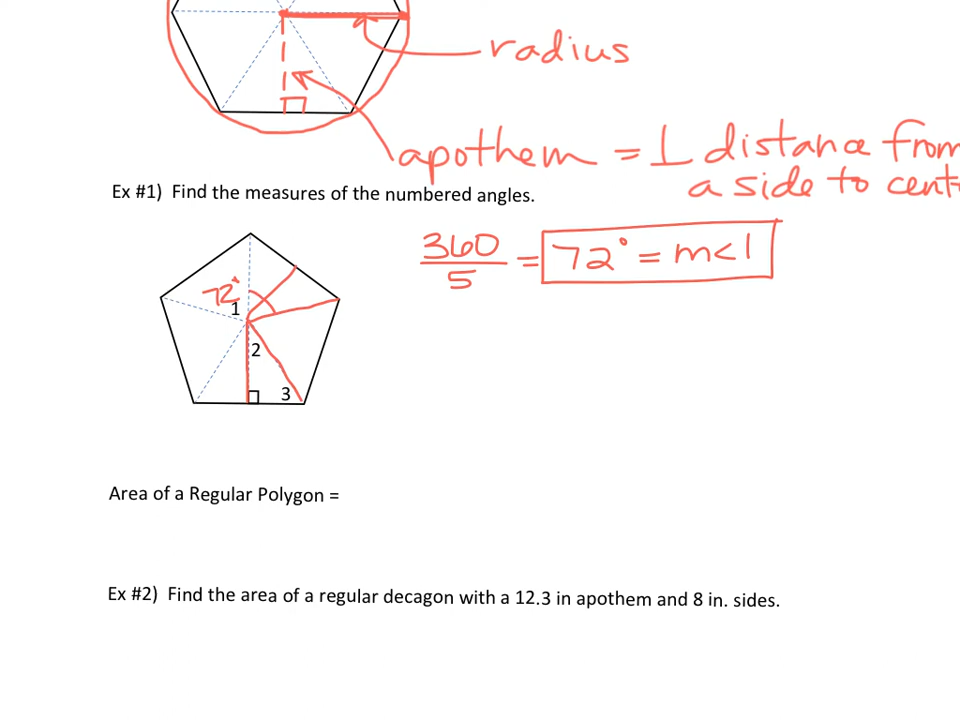 radius
apothem = ⊥ distance from
a side to cent
Ex #1) Find the measures of the numbered angles.
360
5
= 72° = m<1
72°
1
2
3
Area of a Regular Polygon =
Ex #2) Find the area of a regular decagon with a 12.3 in apothem and 8 in. sides.